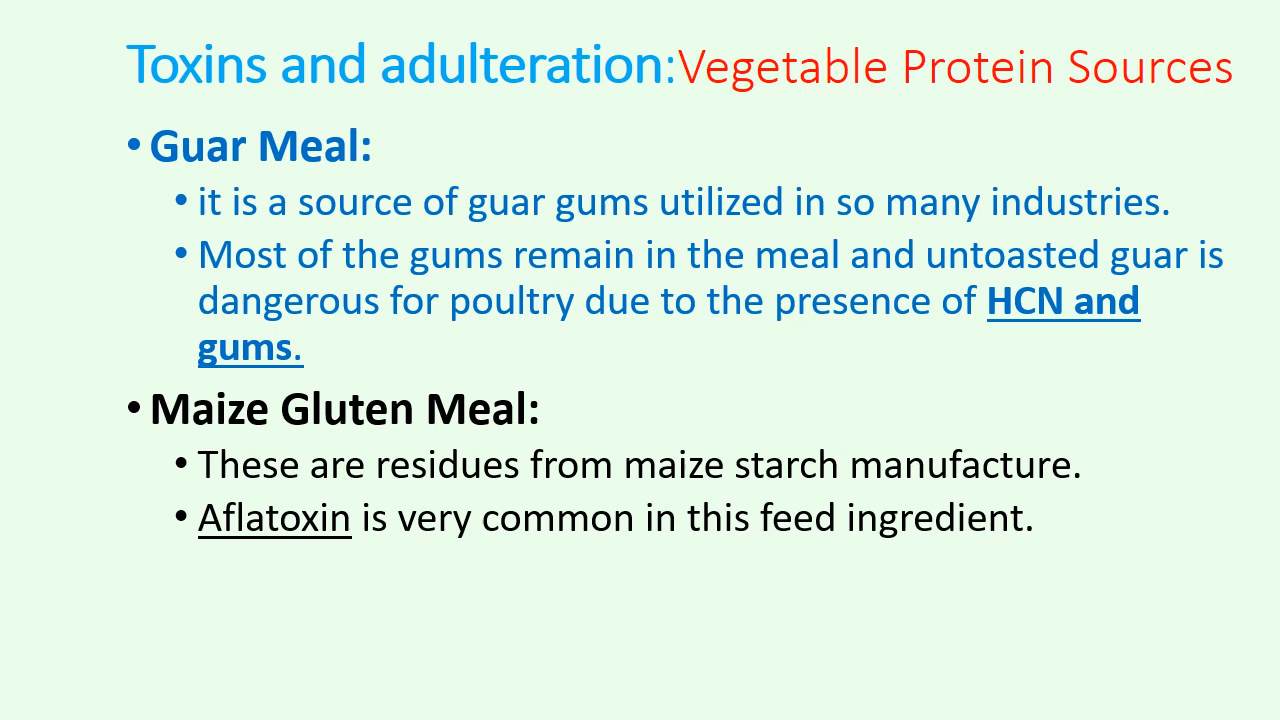 Toxins and adulteration:Vegetable Protein Sources
• Guar Meal:
• it is a source of guar gums utilized in so many industries.
• Most of the gums remain in the meal and untoasted guar is
dangerous for poultry due to the presence of HCN and
gums.
• Maize Gluten Meal:
• These are residues from maize starch manufacture.
• Aflatoxin is very common in this feed ingredient.